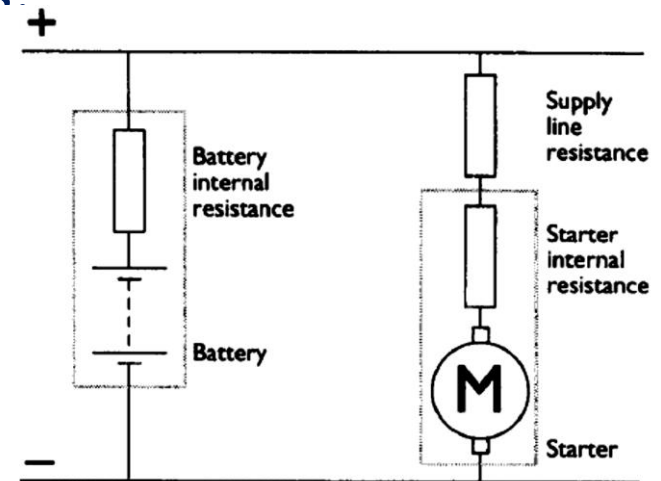 +
Battery
internal
resistance
Battery
Supply
line
resistance
Starter
internal
resistance
M
Starter
−